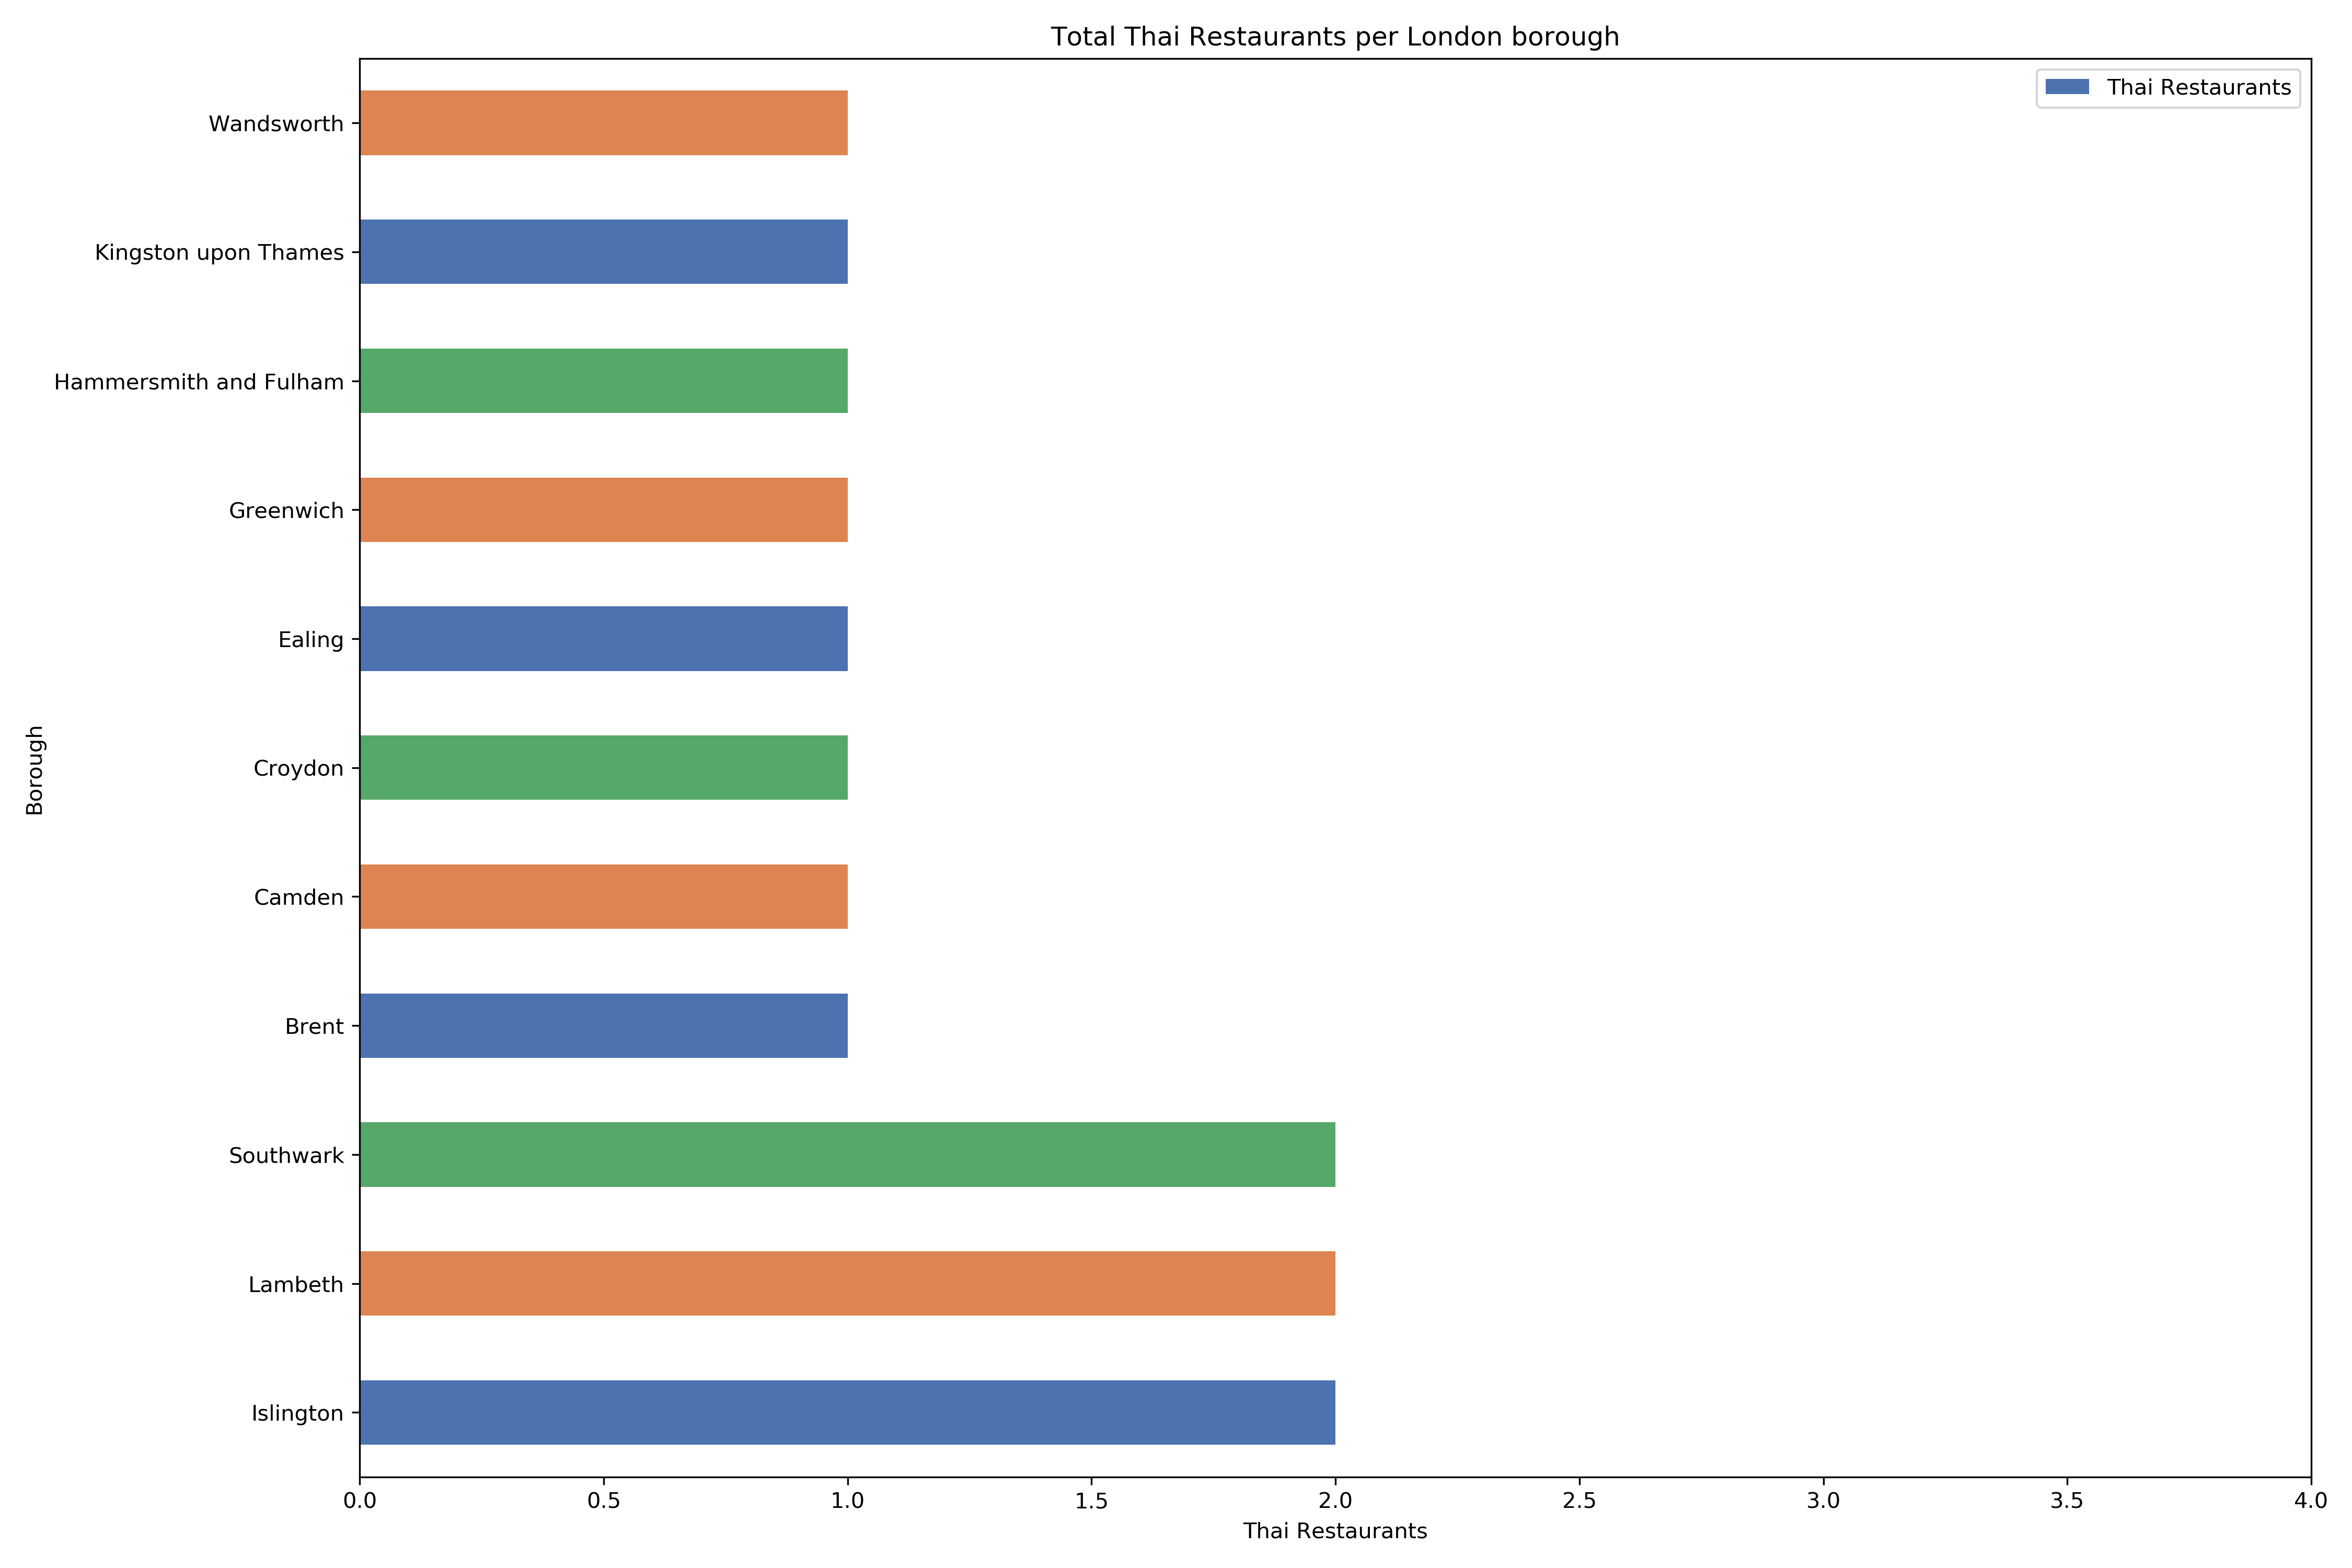 Total Thai Restaurants per London borough
Thai Restaurants
Wandsworth
Kingston upon Thames
Hammersmith and Fulham
Greenwich
Ealing
Croydon
Camden
Brent
Southwark
Lambeth
Islington
Borough
0.0 0.5 1.0 1.5 2.0 2.5 3.0 3.5 4.0
Thai Restaurants